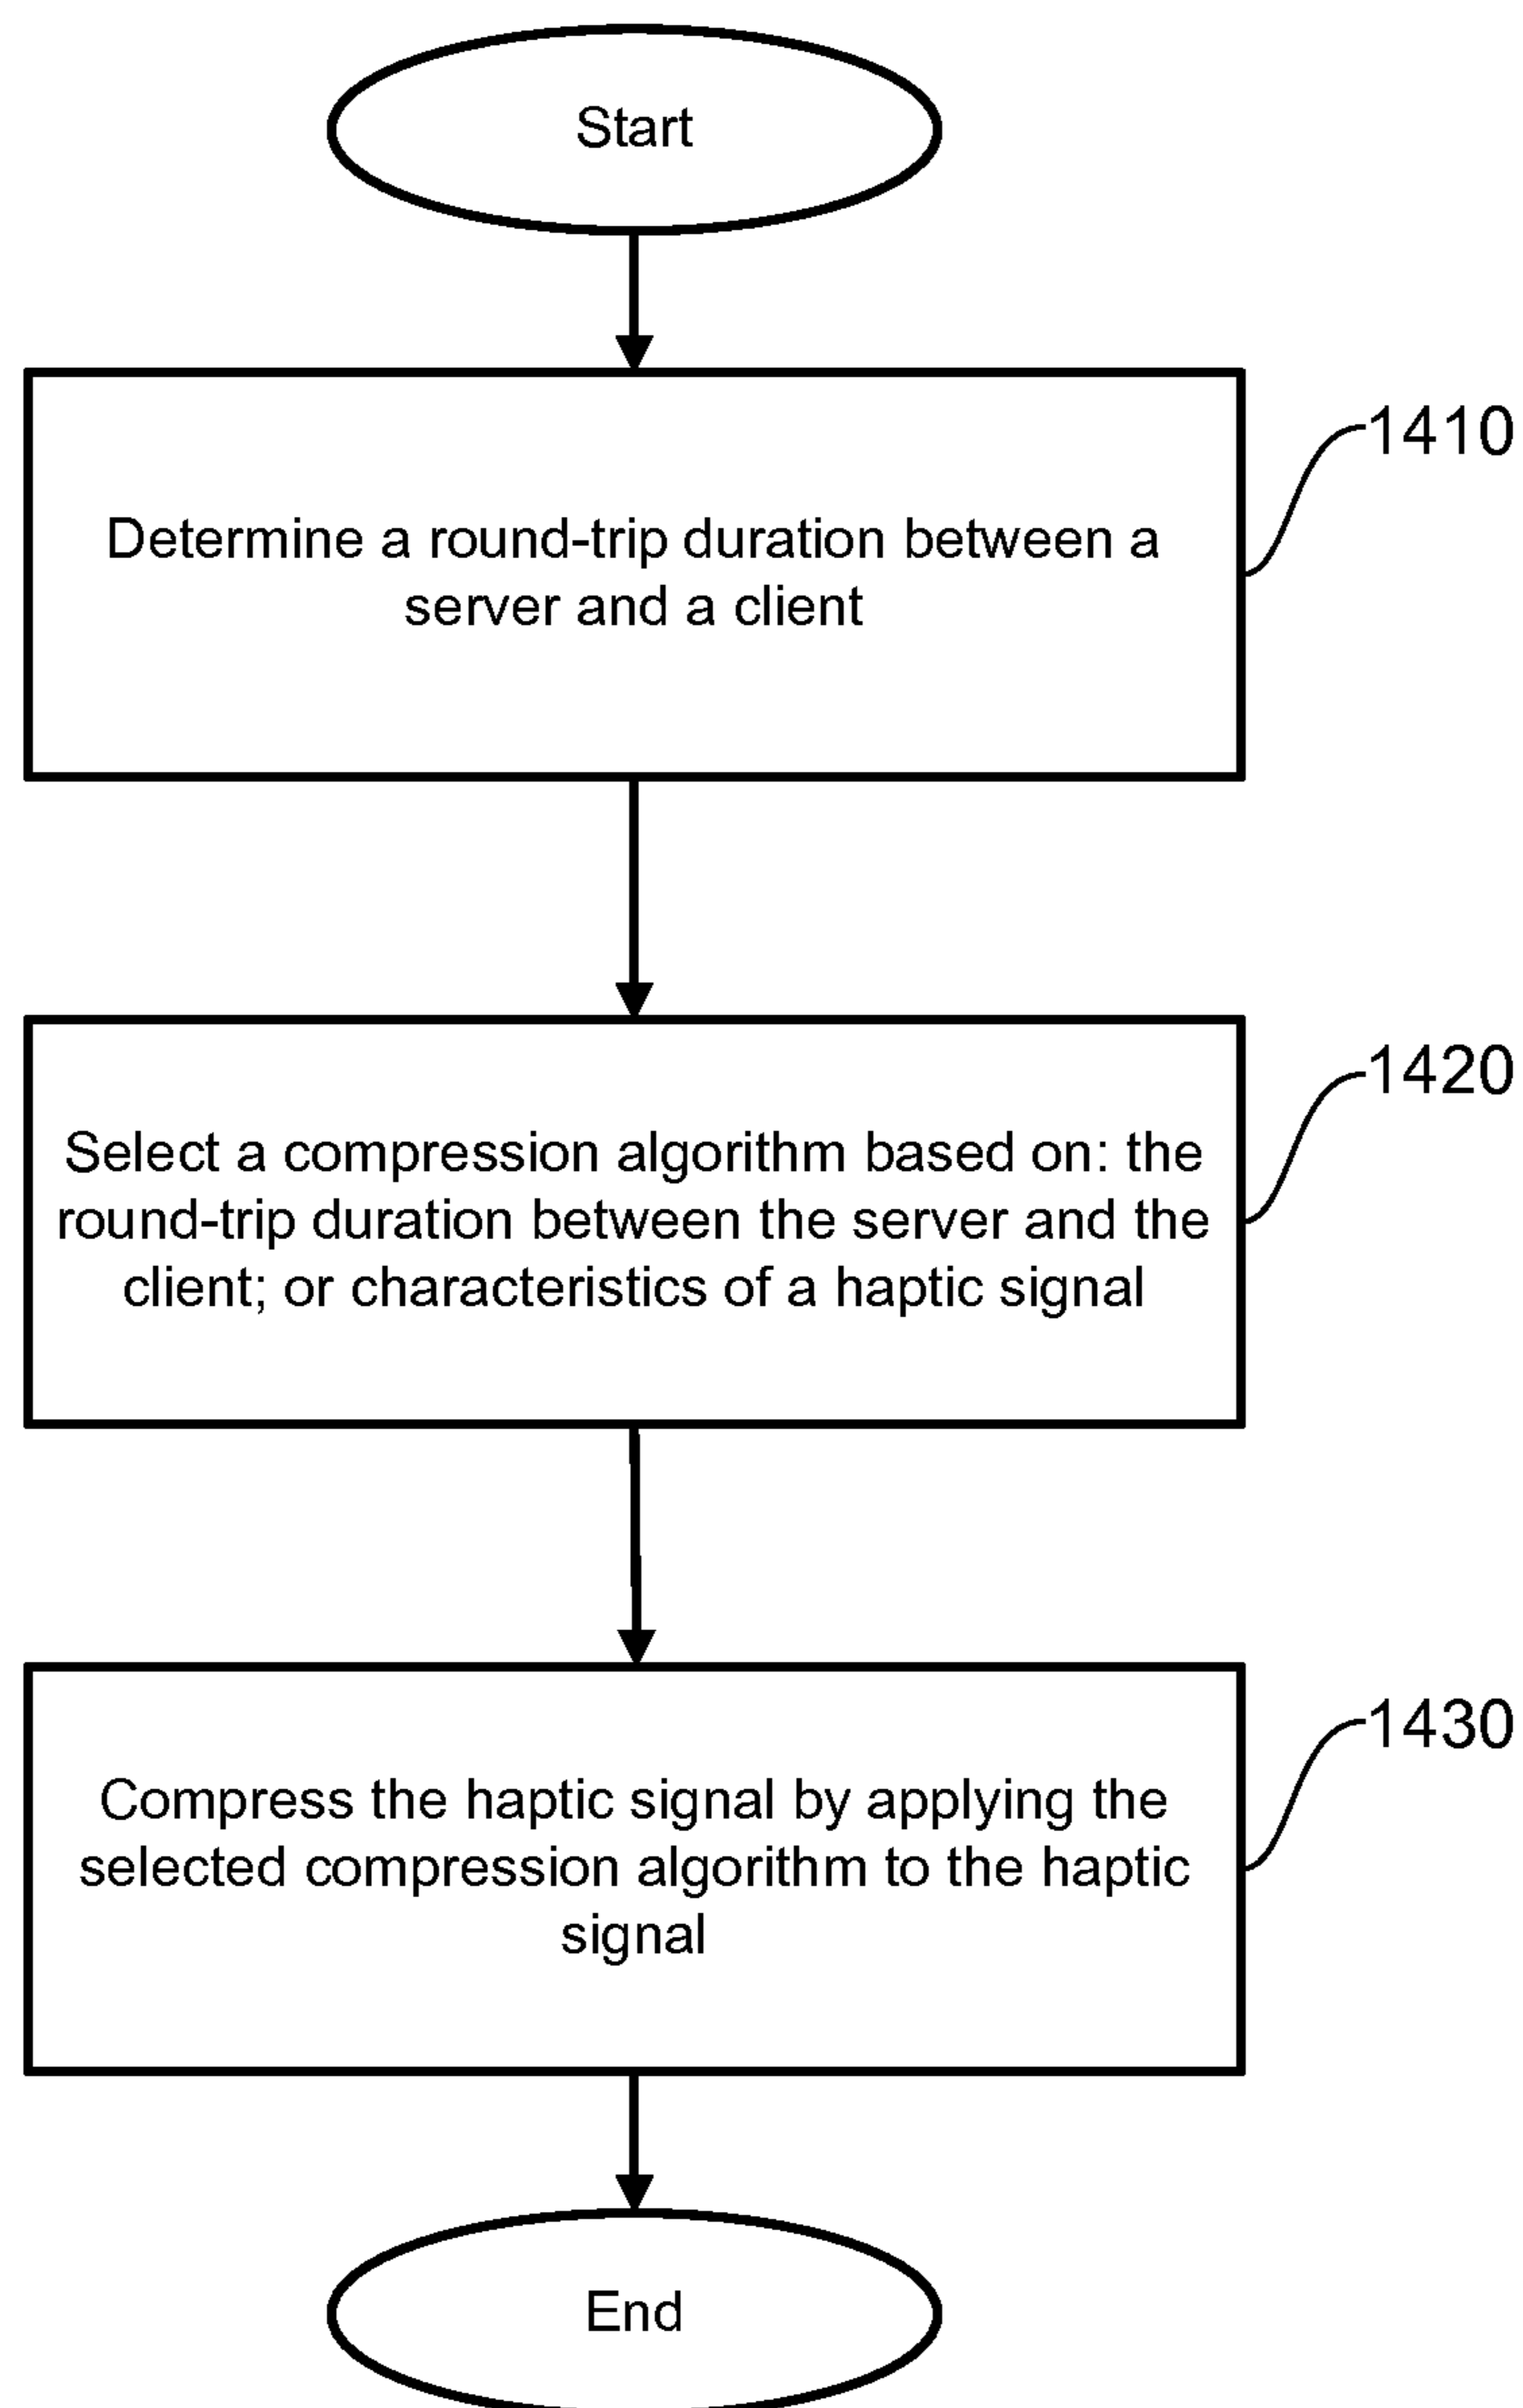 Start
1410
Determine a round-trip duration between a
server and a client
1420
Select a compression algorithm based on: the
round-trip duration between the server and the
client; or characteristics of a haptic signal
1430
Compress the haptic signal by applying the
selected compression algorithm to the haptic
signal
End